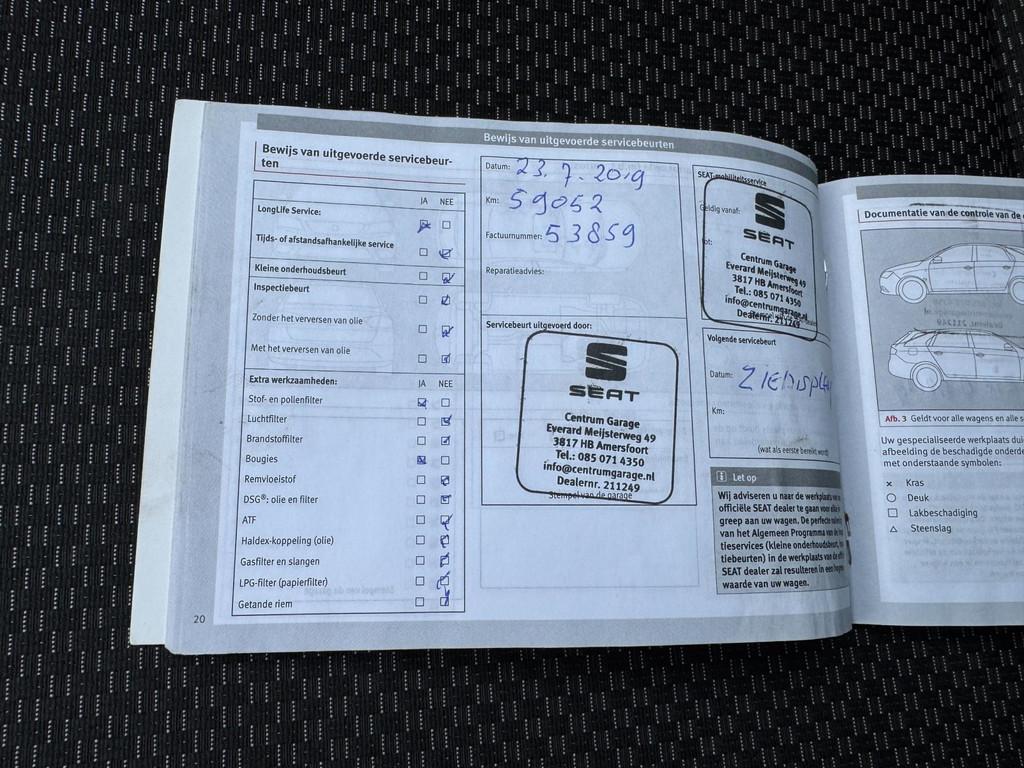 Bewijs van uitgevoerde servicebeurten
Bewijs van uitgevoerde servicebeur-
ten
JA NEE
LongLife Service:
Tijds- of afstandsafhankelijke service
Kleine onderhoudsbeurt
Inspectiebeurt
Zonder het verversen van olie
Met het verversen van olie
Extra werkzaamheden: JA NEE
Stof- en pollenfilter
Luchtfilter
Brandstoffilter
Bougies
Remvloeistof
DSG®: olie en filter
ATF
Haldex-koppeling (olie)
Gasfilter en slangen
LPG-filter (papierfilter)
Getande riem
20
Datum: 23.7.2019
Km: 59052
Factuurnummer: 53859
Reparatieadvies:
Servicebeurt uitgevoerd door:
SEAT
Centrum Garage
Everard Meijsterweg 49
3817 HB Amersfoort
Tel.: 085 071 4350
info@centrumgarage.nl
Dealernr. 211249
Stempel van de garage
SEAT-mobiliteitsservice
Geldig vanaf:
tot:
SEAT
Centrum Garage
Everard Meijsterweg 49
3817 HB Amersfoort
Tel.: 085 071 4350
info@centrumgarage.nl
Dealernr. 211249
Volgende servicebeurt
Datum: ZIE DISPLAY
Km:
(wat als eerste bereikt word)
Let op
Wij adviseren u naar de werkplaats van
officiële SEAT dealer te gaan voor
greep aan uw wagen. De perfecte
van het Algemeen Programma van de
tieservices (kleine onderhoudsbeurt,
tiebeurten) in de werkplaats van de
SEAT dealer zal resulteren in een
waarde van uw wagen.
Documentatie van de controle van de
Afb. 3 Geldt voor alle wagens en alle
Uw gespecialiseerde werkplaats
afbeelding de beschadigde
met onderstaande symbolen:
× Kras
○ Deuk
□ Lakbeschadiging
△ Steenslag